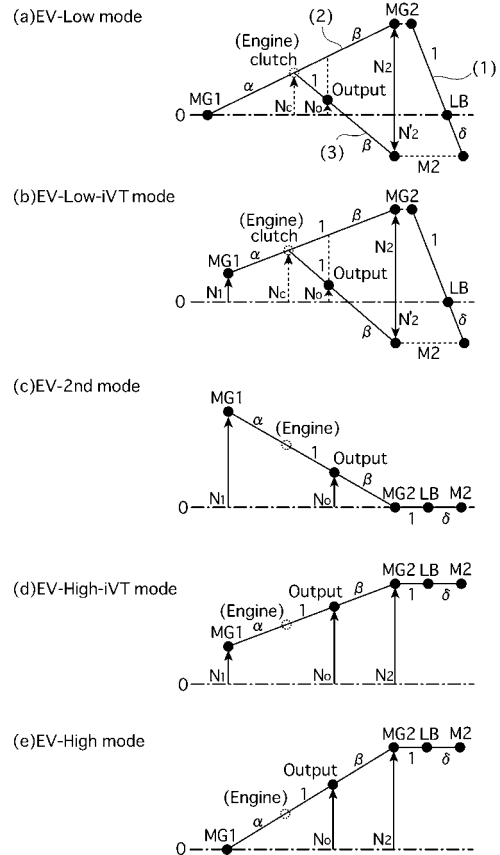 (a)EV-Low mode
(2)
MG2
(Engine)
clutch
β
1
(1)
α
1
N2
MG1
Output
LB
0
Nc
No
N'2
δ
(3)
β
M2
(b)EV-Low-iVT mode
MG2
(Engine)
β
clutch
1
N2
1
MG1
α
1
Output
LB
N1
Nc
No
N'2
0
δ
β
M2
(c)EV-2nd mode
MG1
α
(Engine)
1
Output
β
N1
No
MG2 LB M2
0
1
δ
(d)EV-High-iVT mode
MG2 LB M2
Output
β
1
δ
(Engine)
1
MG1
α
N1
No
N2
0
(e)EV-High mode
MG2 LB M2
β
1
δ
Output
(Engine)
1
α
No
N2
MG1
0